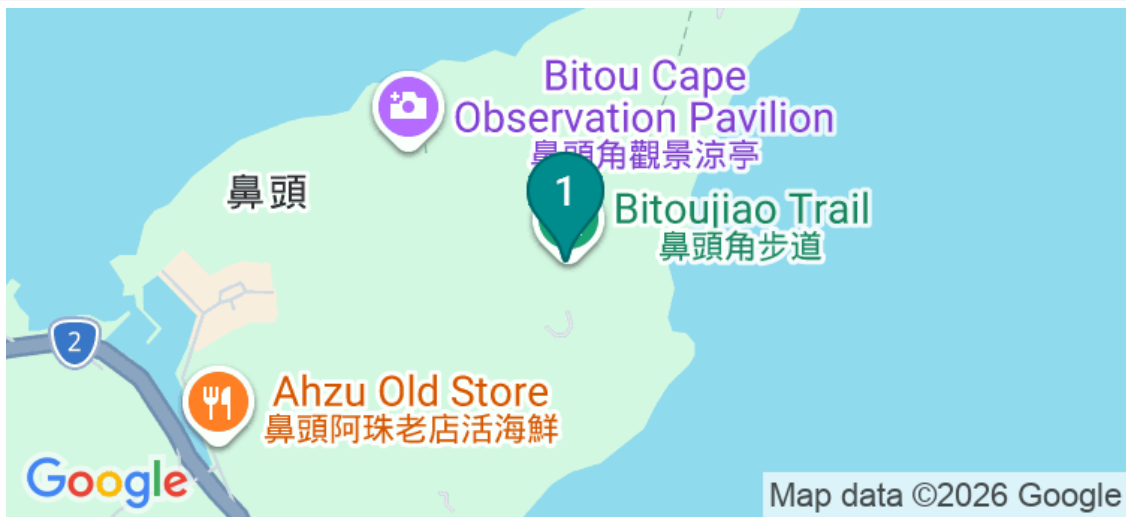 Bitou Cape
Observation Pavilion
鼻頭角觀景涼亭
鼻頭
1
Bitoujiao Trail
鼻頭角步道
2
Ahzu Old Store
鼻頭阿珠老店活海鮮
Google
Map data ©2026 Google